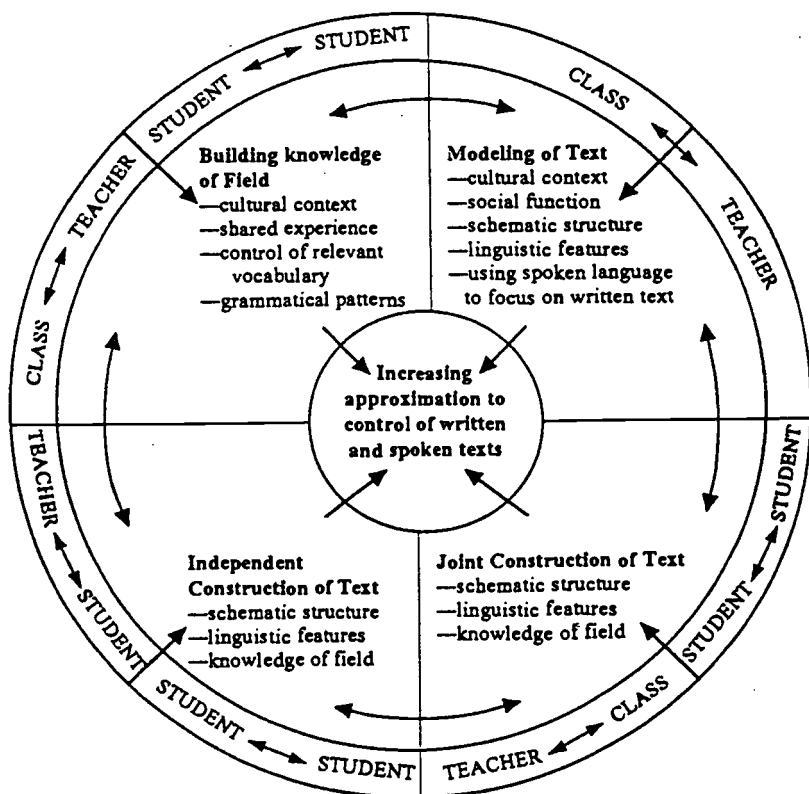 STUDENT
STUDENT
CLASS
TEACHER
CLASS
TEACHER
Building knowledge
of Field
—cultural context
—shared experience
—control of relevant
vocabulary
—grammatical patterns
Modeling of Text
—cultural context
—social function
—schematic structure
—linguistic features
—using spoken language
to focus on written text
Increasing
approximation to
control of written
and spoken texts
Independent
Construction of Text
—schematic structure
—linguistic features
—knowledge of field
Joint Construction of Text
—schematic structure
—linguistic features
—knowledge of field
TEACHER
STUDENT
STUDENT
STUDENT
TEACHER
CLASS
STUDENT
STUDENT